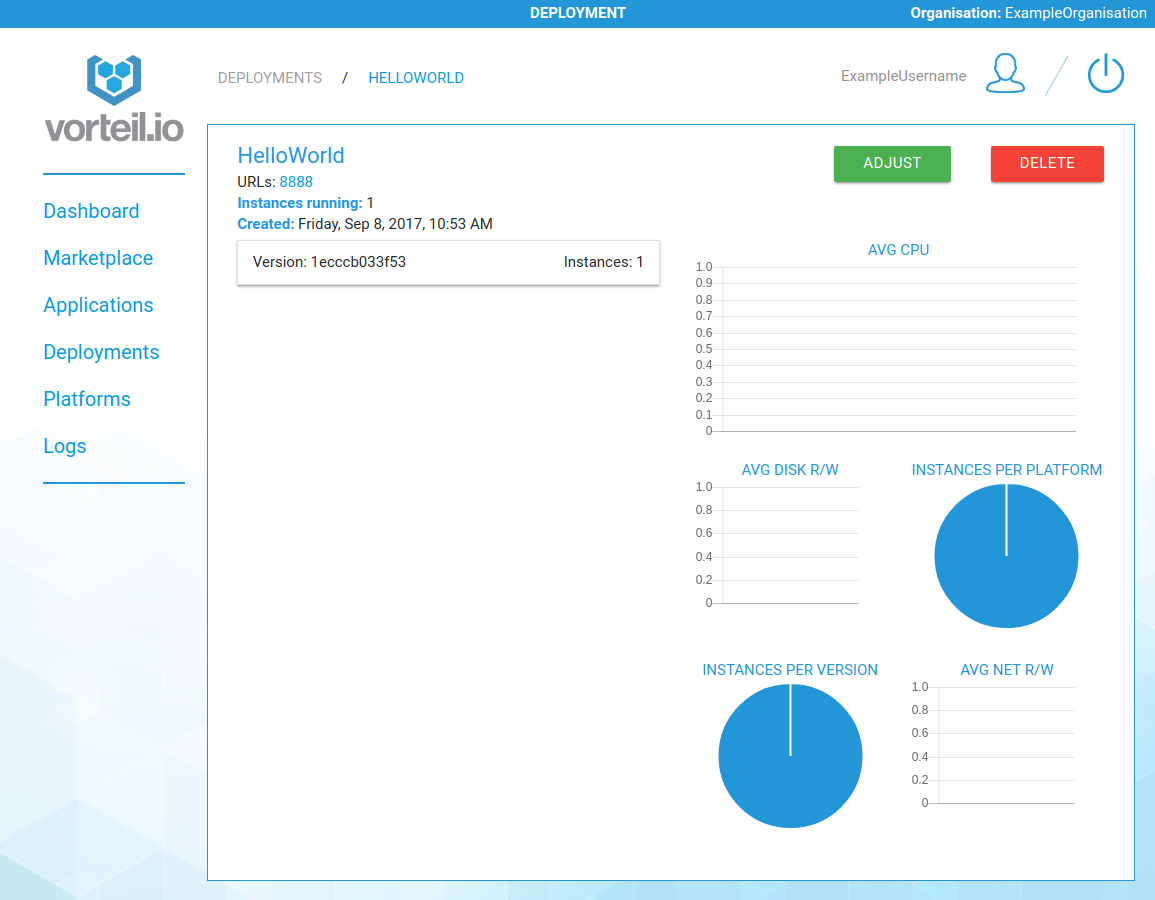 DEPLOYMENT
Organisation: ExampleOrganisation
vorteil.io
DEPLOYMENTS / HELLOWORLD
ExampleUsername
Dashboard
Marketplace
Applications
Deployments
Platforms
Logs
HelloWorld
URLs: 8888
Instances running: 1
Created: Friday, Sep 8, 2017, 10:53 AM
ADJUST
DELETE
Version: 1ecccb033f53
Instances: 1
AVG CPU
1.0
0.9
0.8
0.7
0.6
0.5
0.4
0.3
0.2
0.1
0
AVG DISK R/W
1.0
0.8
0.6
0.4
0.2
0
INSTANCES PER PLATFORM
INSTANCES PER VERSION
AVG NET R/W
1.0
0.8
0.6
0.4
0.2
0